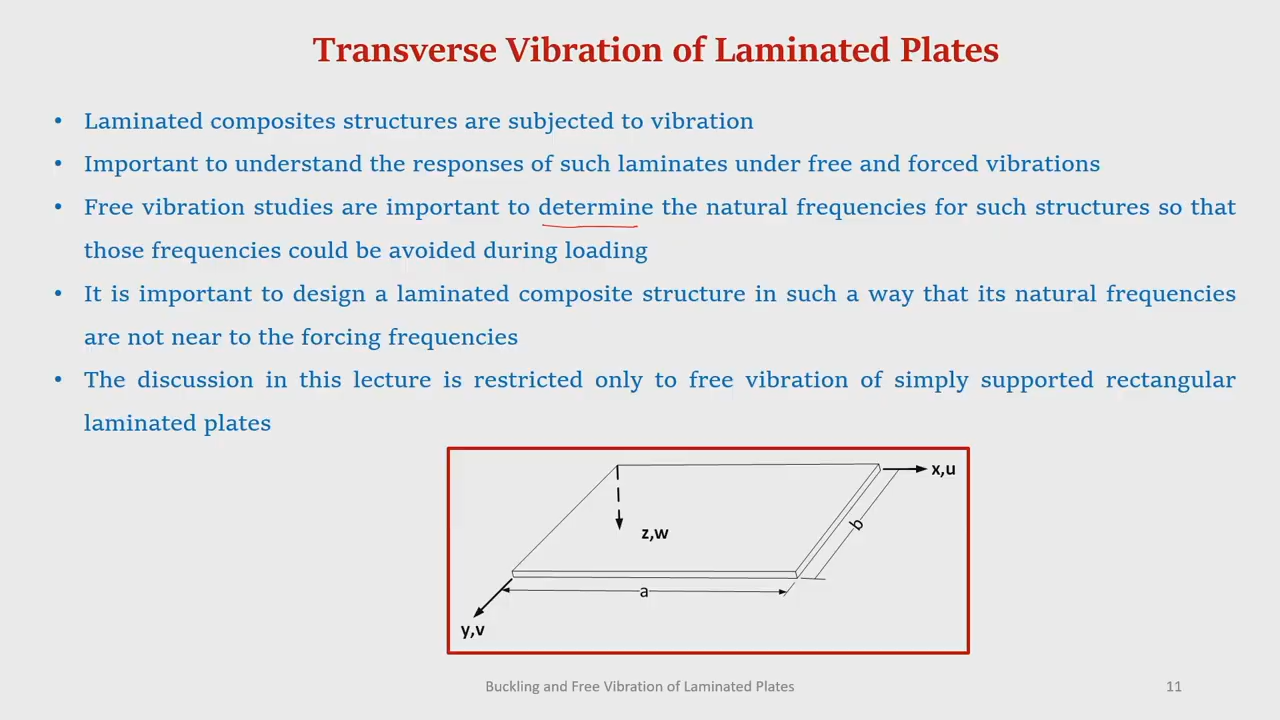 Transverse Vibration of Laminated Plates
• Laminated composites structures are subjected to vibration
• Important to understand the responses of such laminates under free and forced vibrations
• Free vibration studies are important to determine the natural frequencies for such structures so that
those frequencies could be avoided during loading
• It is important to design a laminated composite structure in such a way that its natural frequencies
are not near to the forcing frequencies
• The discussion in this lecture is restricted only to free vibration of simply supported rectangular
laminated plates
x,u
b
z,w
a
y,v
Buckling and Free Vibration of Laminated Plates
11